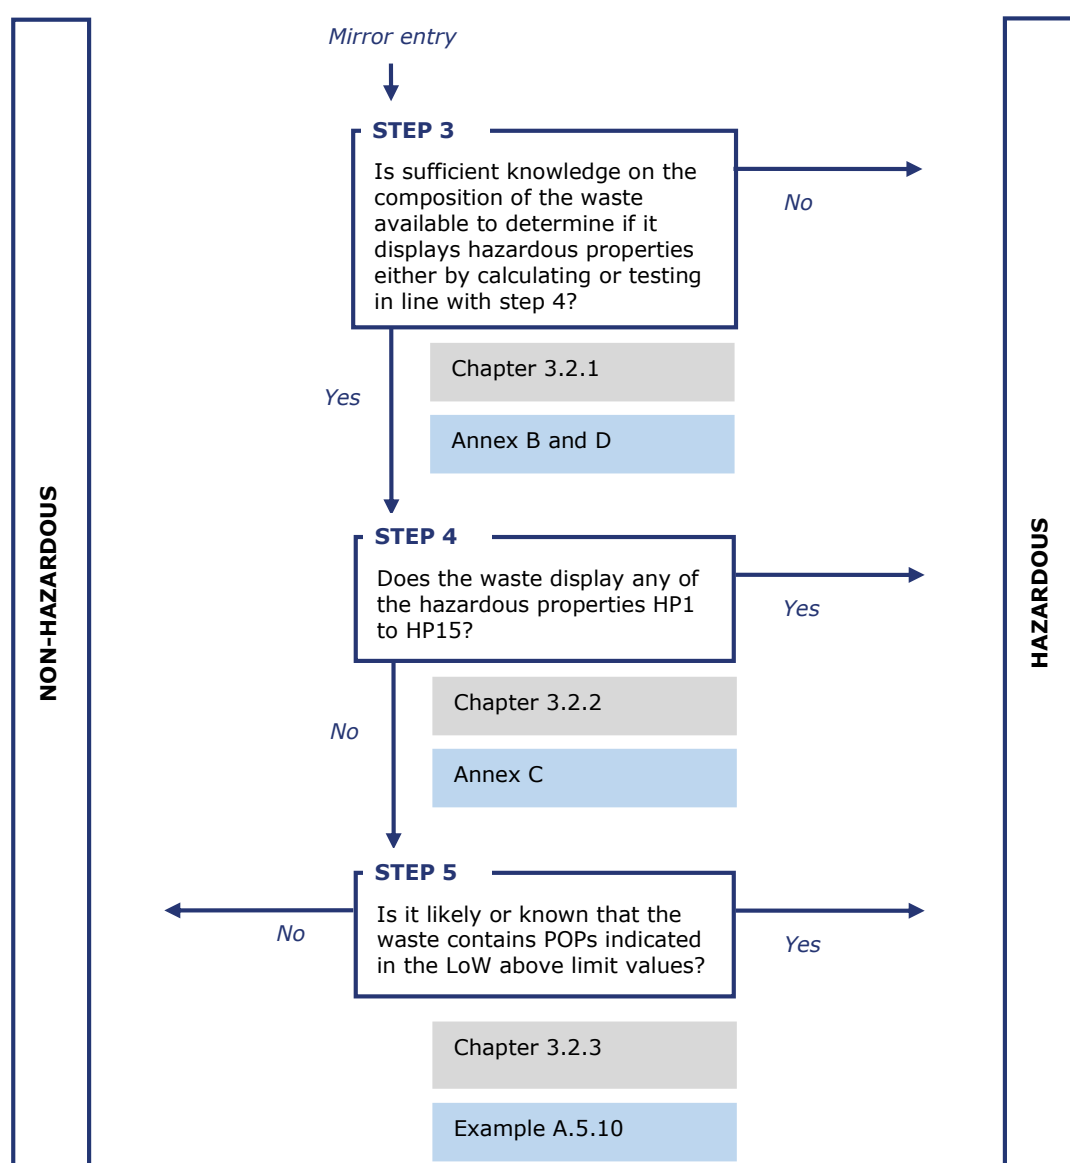 Mirror entry
STEP 3
Is sufficient knowledge on the
composition of the waste
available to determine if it
displays hazardous properties
either by calculating or testing
in line with step 4?
No
Chapter 3.2.1
Yes
Annex B and D
NON-HAZARDOUS
HAZARDOUS
STEP 4
Does the waste display any of
the hazardous properties HP1
to HP15?
Yes
Chapter 3.2.2
No
Annex C
STEP 5
Is it likely or known that the
waste contains POPs indicated
in the LoW above limit values?
No
Yes
Chapter 3.2.3
Example A.5.10